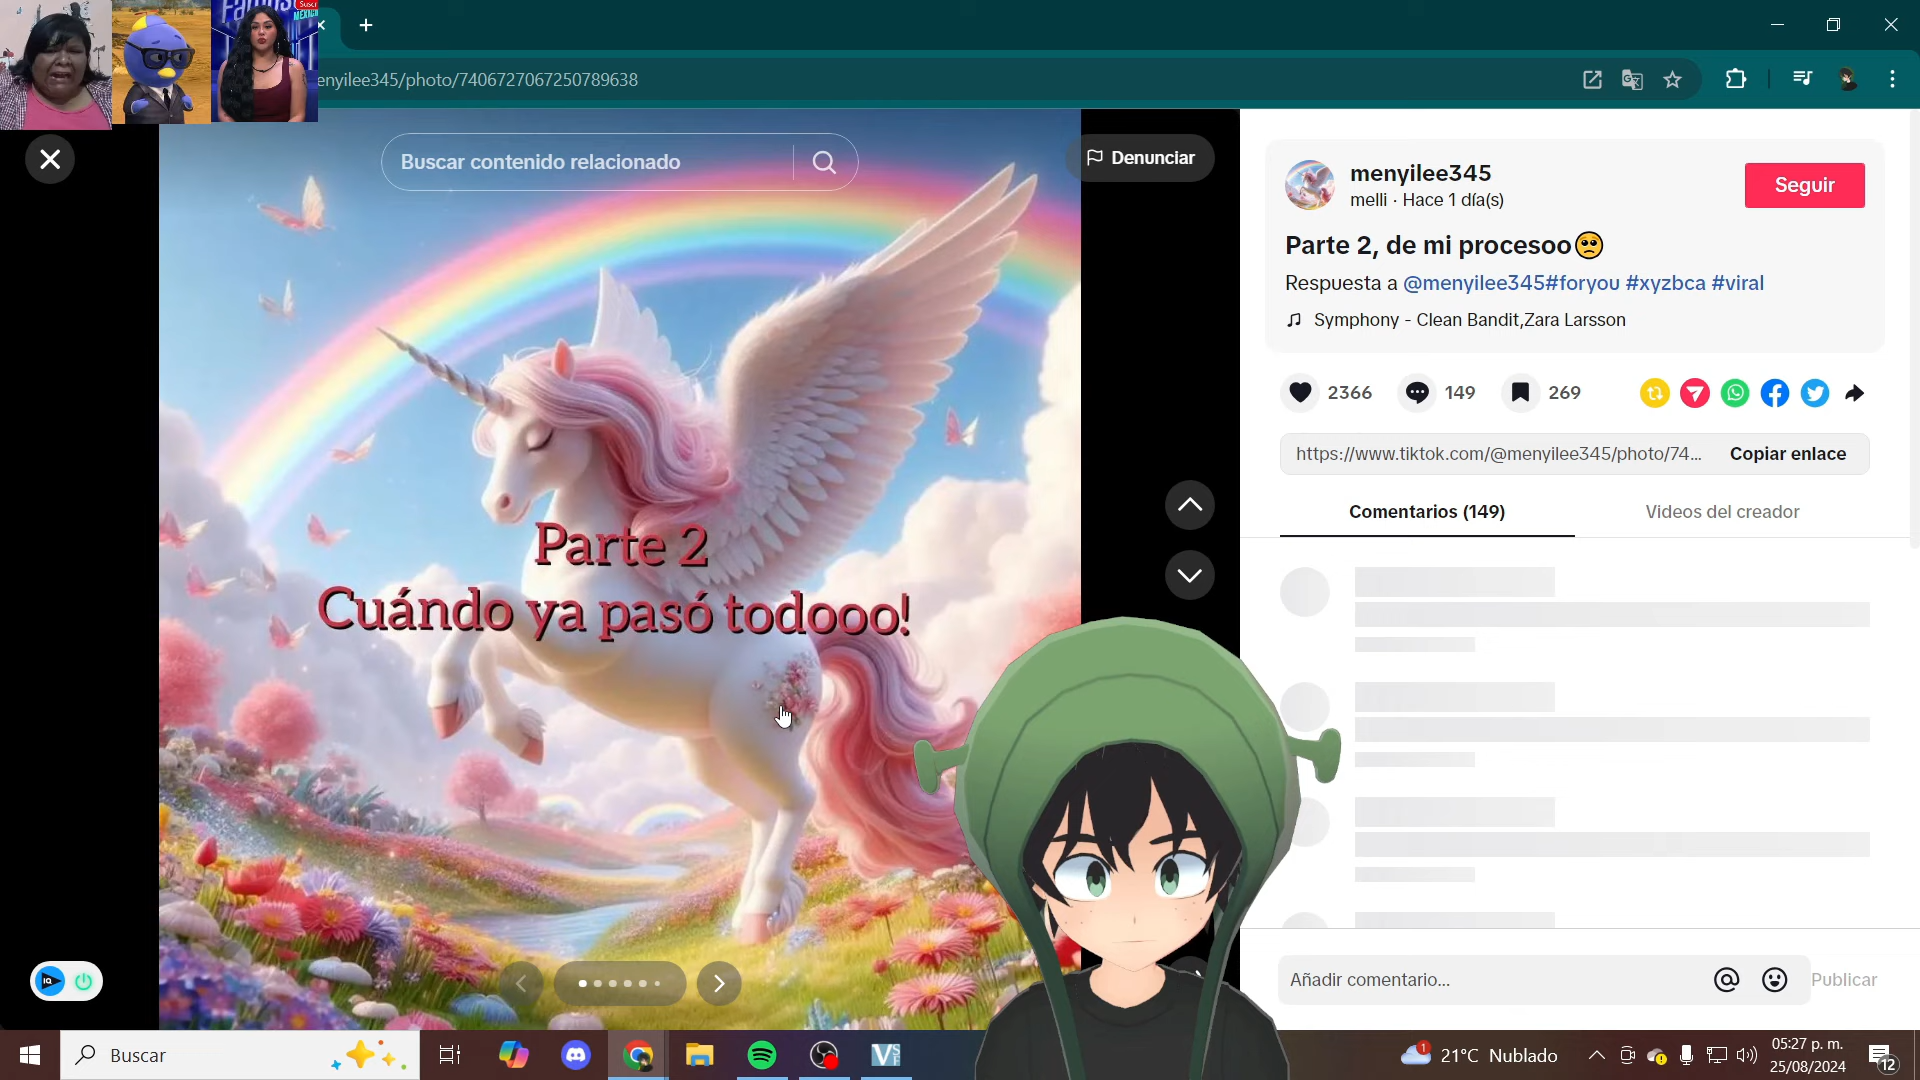 MÉXICO
enyilee345/photo/7406727067250789638
Buscar contenido relacionado
Denunciar
Parte 2
Cuándo ya pasó todooo!
menyilee345
melli · Hace 1 día(s)
Seguir
Parte 2, de mi procesoo🥺
Respuesta a @menyilee345#foryou #xyzbca #viral
Symphony - Clean Bandit,Zara Larsson
2366
149
269
https://www.tiktok.com/@menyilee345/photo/74...
Copiar enlace
Comentarios (149)
Videos del creador
Añadir comentario...
Publicar
Buscar
21°C Nublado
05:27 p. m.
25/08/2024
12